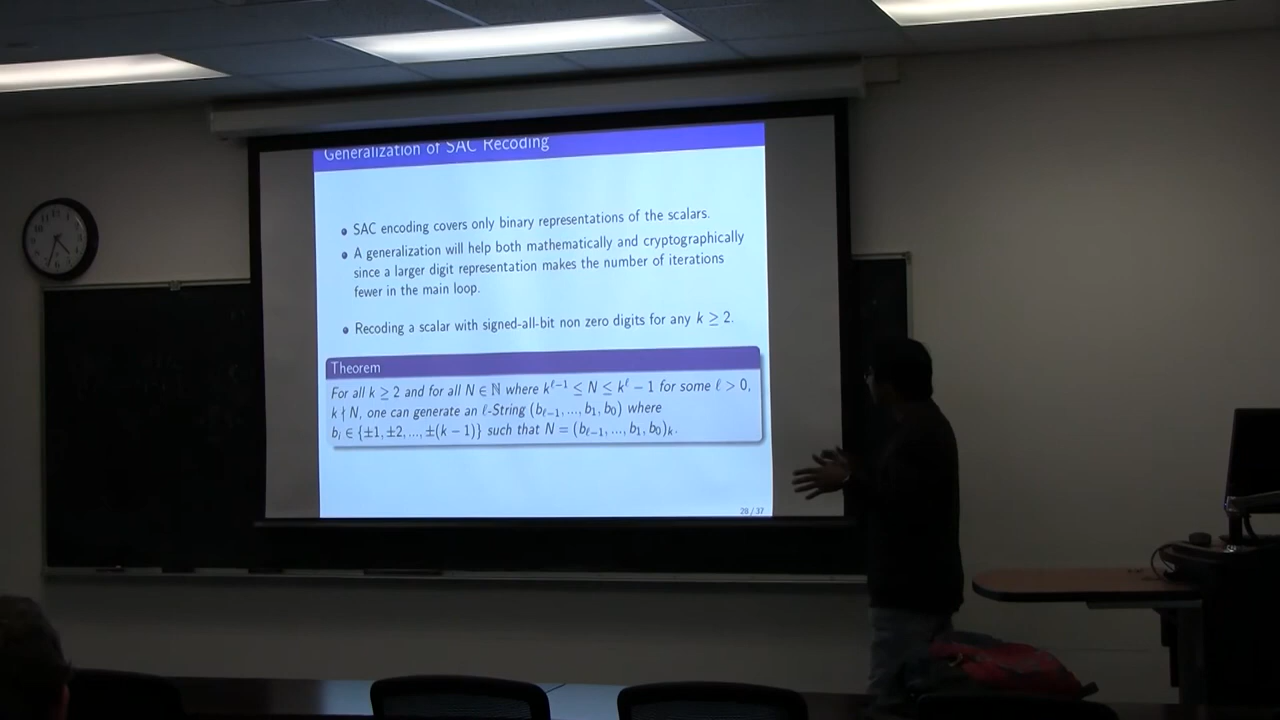 Generalization of SAC Recoding
• SAC encoding covers only binary representations of the scalars.
• A generalization will help both mathematically and cryptographically
since a larger digit representation makes the number of iterations
fewer in the main loop.
• Recoding a scalar with signed-all-bit non zero digits for any k ≥ 2.
Theorem
For all k ≥ 2 and for all N ∈ ℕ where k^{ℓ−1} ≤ N ≤ k^ℓ − 1 for some ℓ > 0,
k ∤ N, one can generate an ℓ-String (b_{ℓ−1}, ..., b₁, b₀) where
b_i ∈ {±1, ±2, ..., ±(k − 1)} such that N = (b_{ℓ−1}, ..., b₁, b₀)_k.
28 / 37